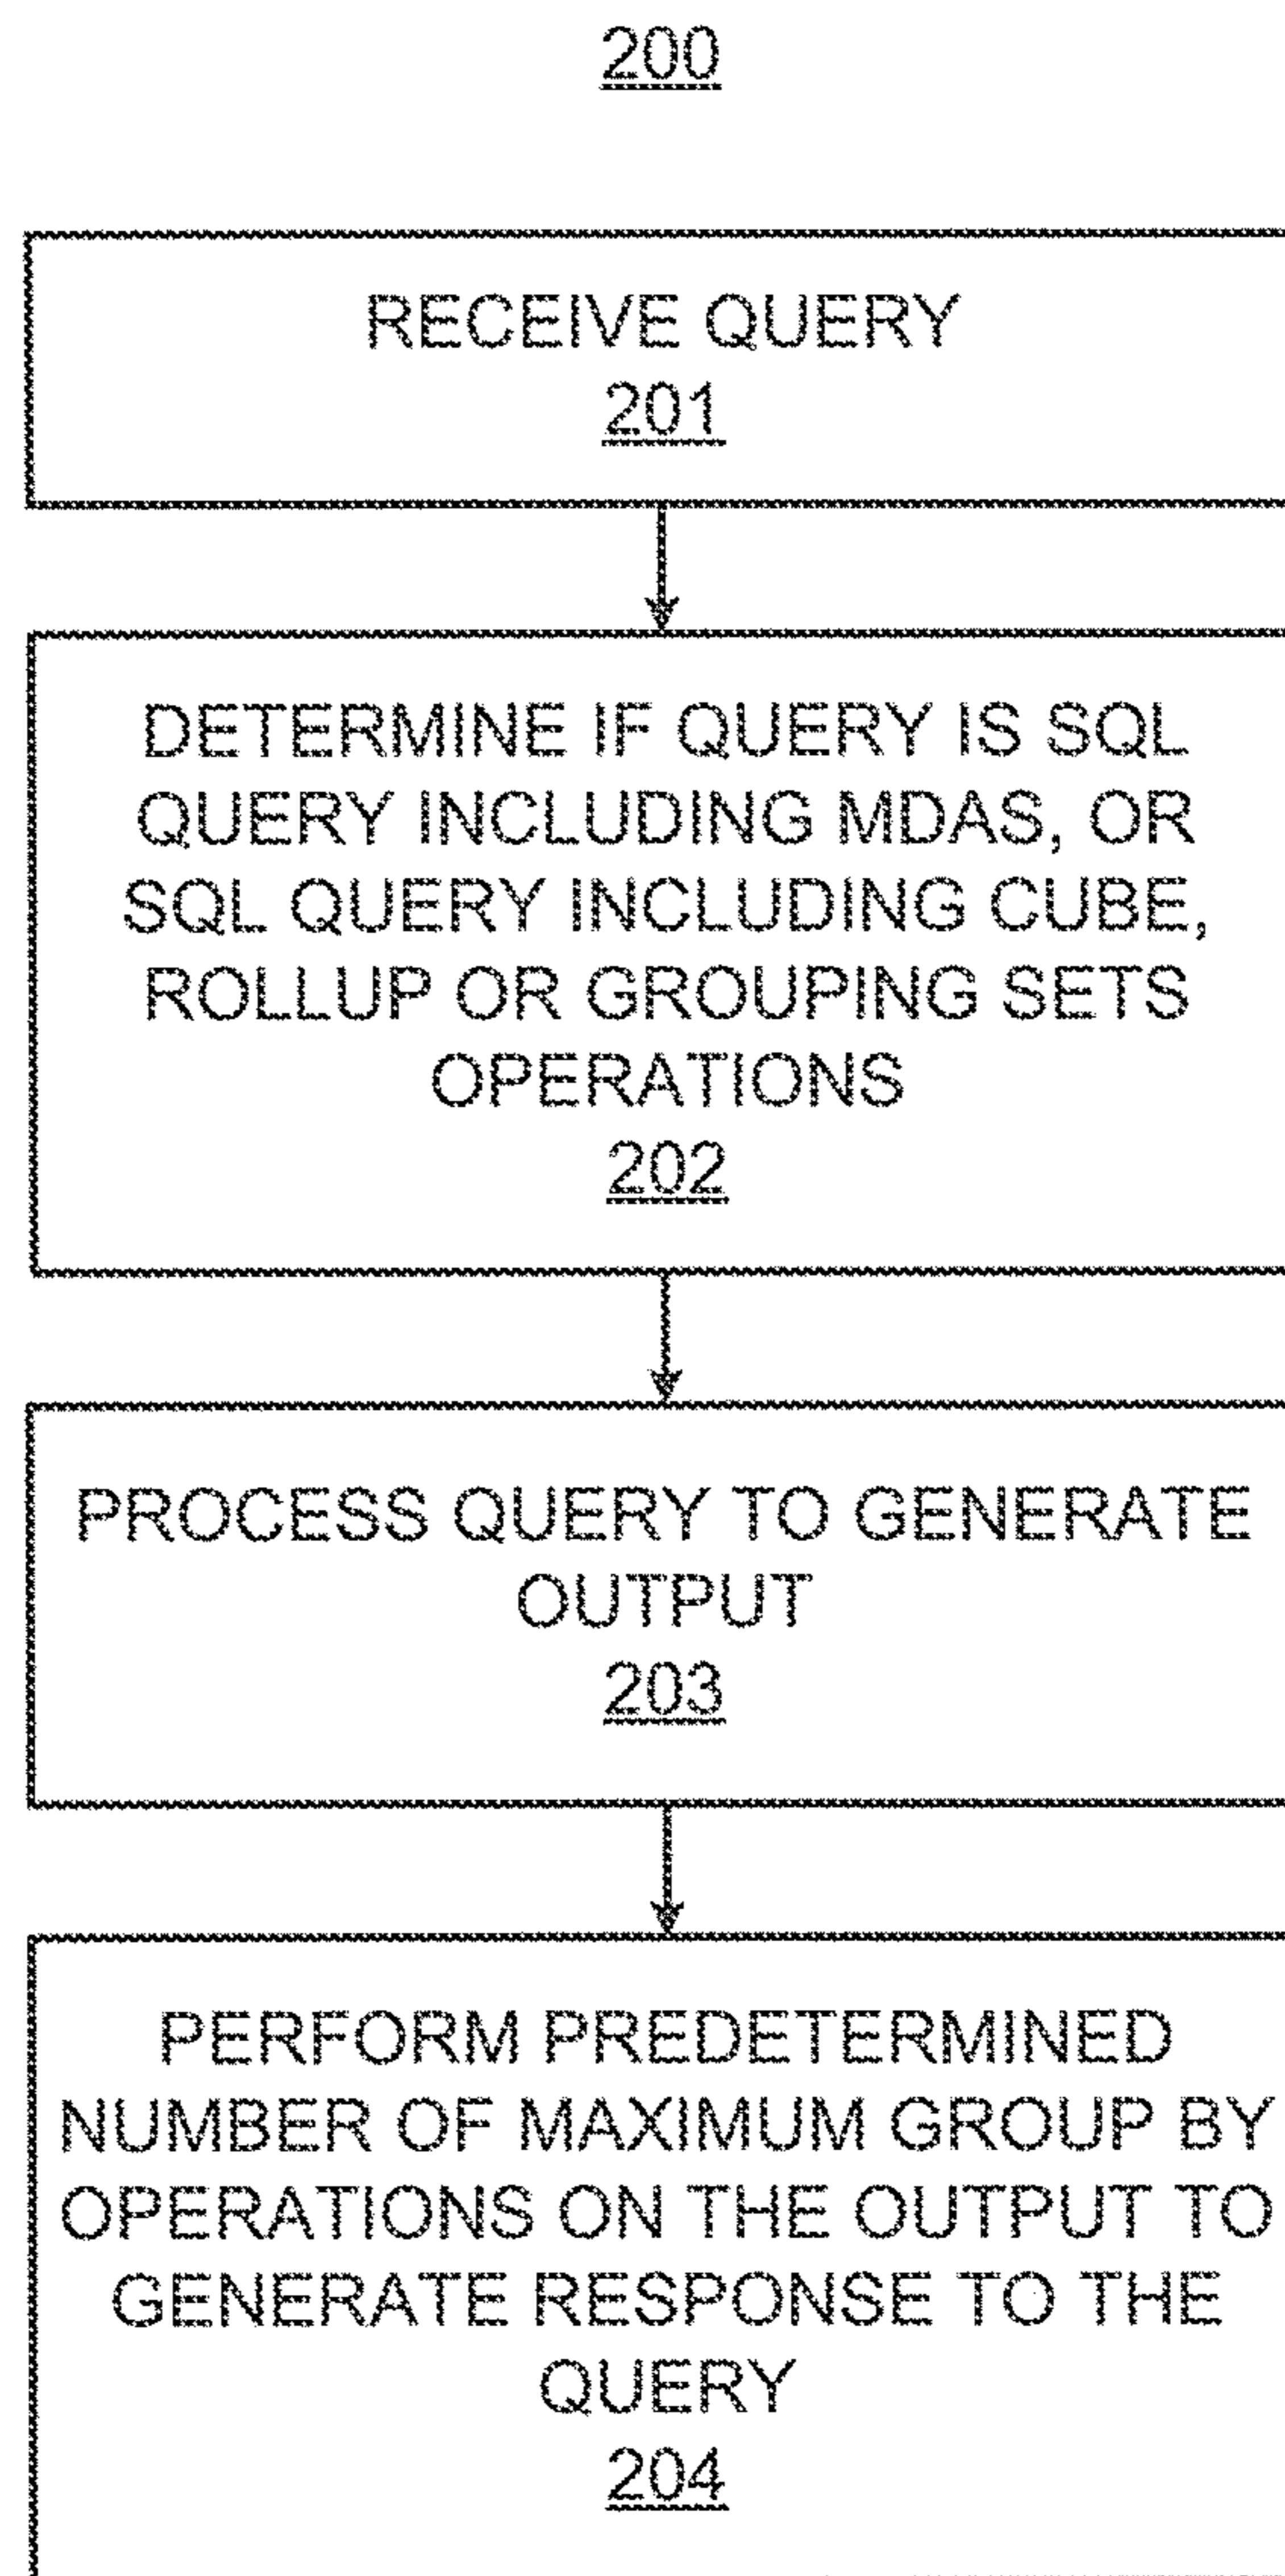 200
RECEIVE QUERY
201
DETERMINE IF QUERY IS SQL
QUERY INCLUDING MDAS, OR
SQL QUERY INCLUDING CUBE,
ROLLUP OR GROUPING SETS
OPERATIONS
202
PROCESS QUERY TO GENERATE
OUTPUT
203
PERFORM PREDETERMINED
NUMBER OF MAXIMUM GROUP BY
OPERATIONS ON THE OUTPUT TO
GENERATE RESPONSE TO THE
QUERY
204